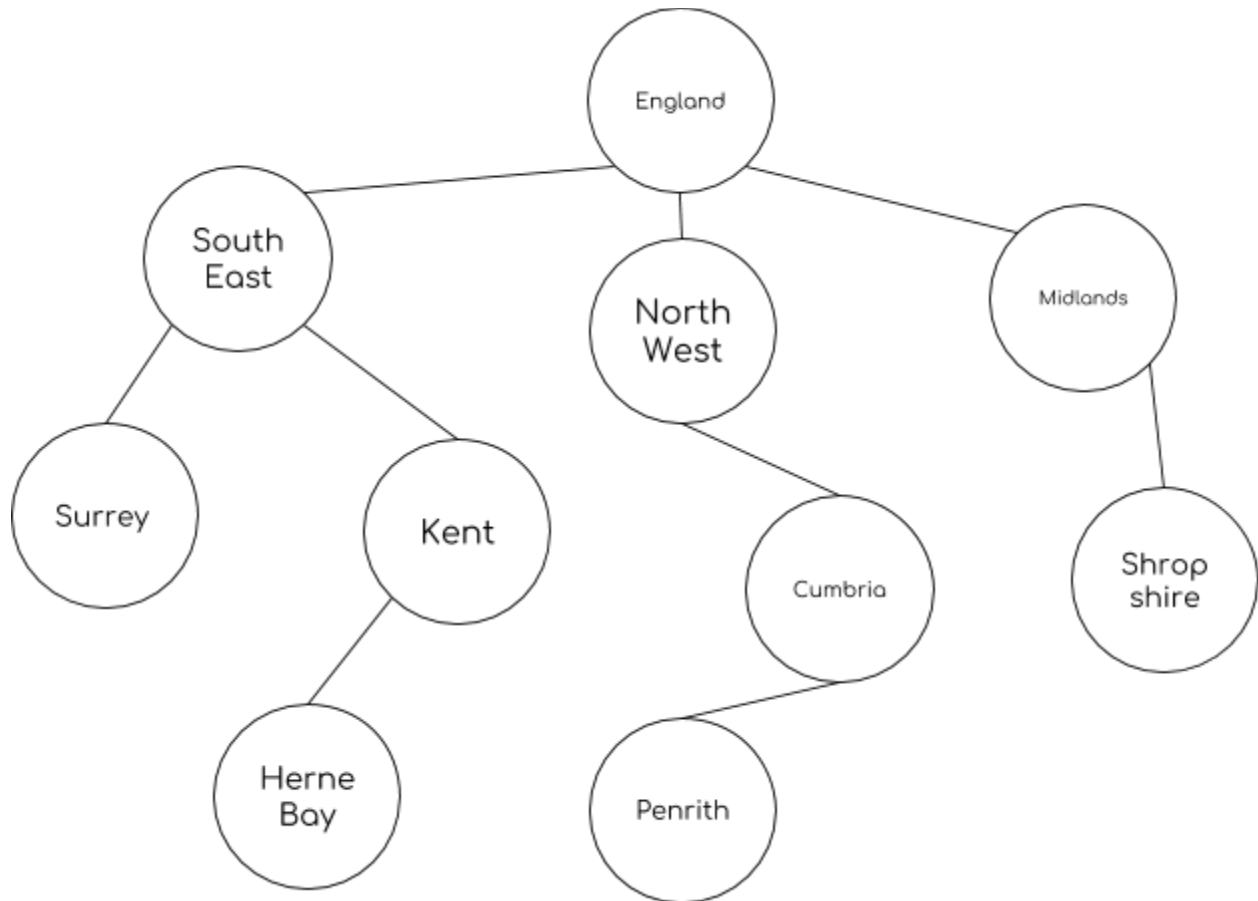 England
South
East
North
West
Midlands
Surrey
Kent
Cumbria
Shrop
shire
Herne
Bay
Penrith